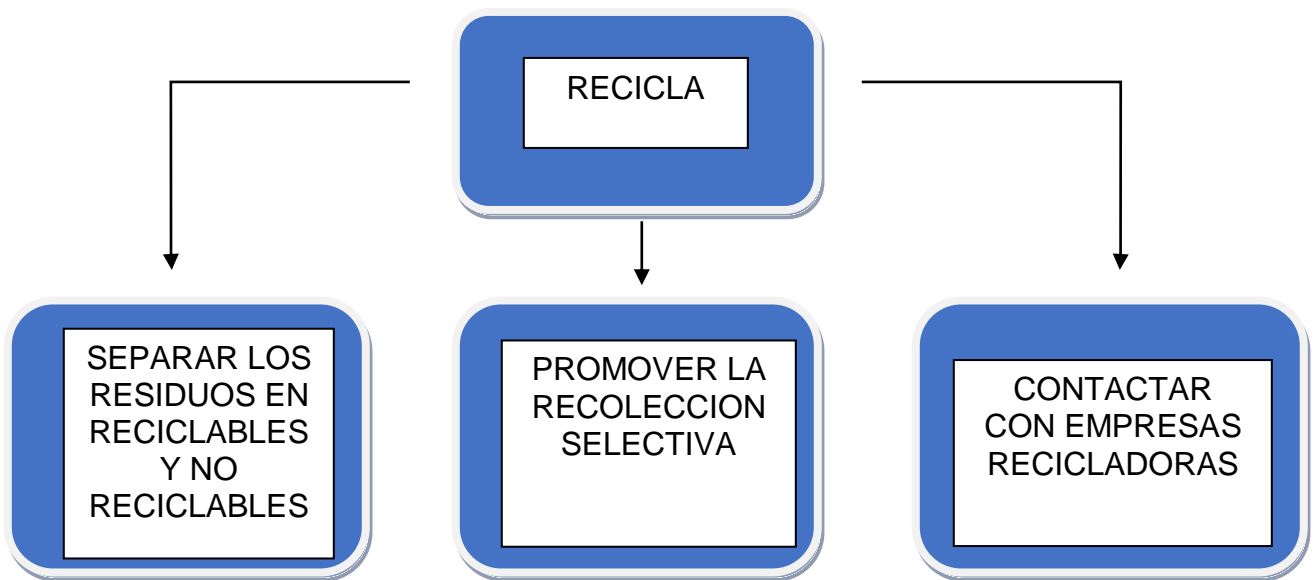 RECICLA
SEPARAR LOS
RESIDUOS EN
RECICLABLES
Y NO
RECICLABLES
PROMOVER LA
RECOLECCION
SELECTIVA
CONTACTAR
CON EMPRESAS
RECICLADORAS